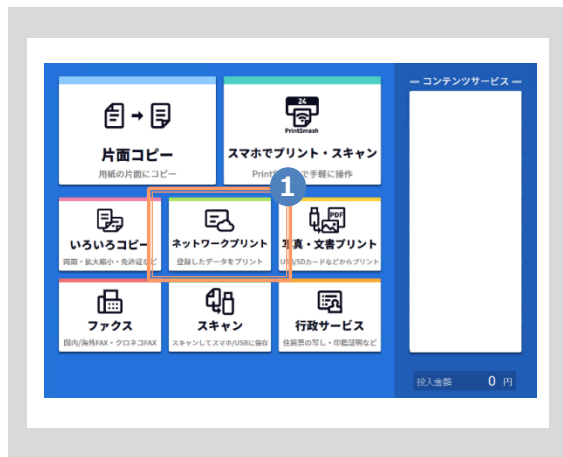 コンテンツサービス
片面コピー
用紙の片面にコピー
24
PrintSmash
スマホでプリント・スキャン
で手軽に操作
1
いろいろコピー
両面・拡大縮小・免許証など
ネットワークプリント
登録したデータをプリント
PDF
写真・文書プリント
USB/SDカードなどからプリント
ファクス
国内/海外FAX・クロネコFAX
スキャン
スキャンしてスマホ/USBに保存
行政サービス
住民票の写し・印鑑証明など
投入金額 0 円